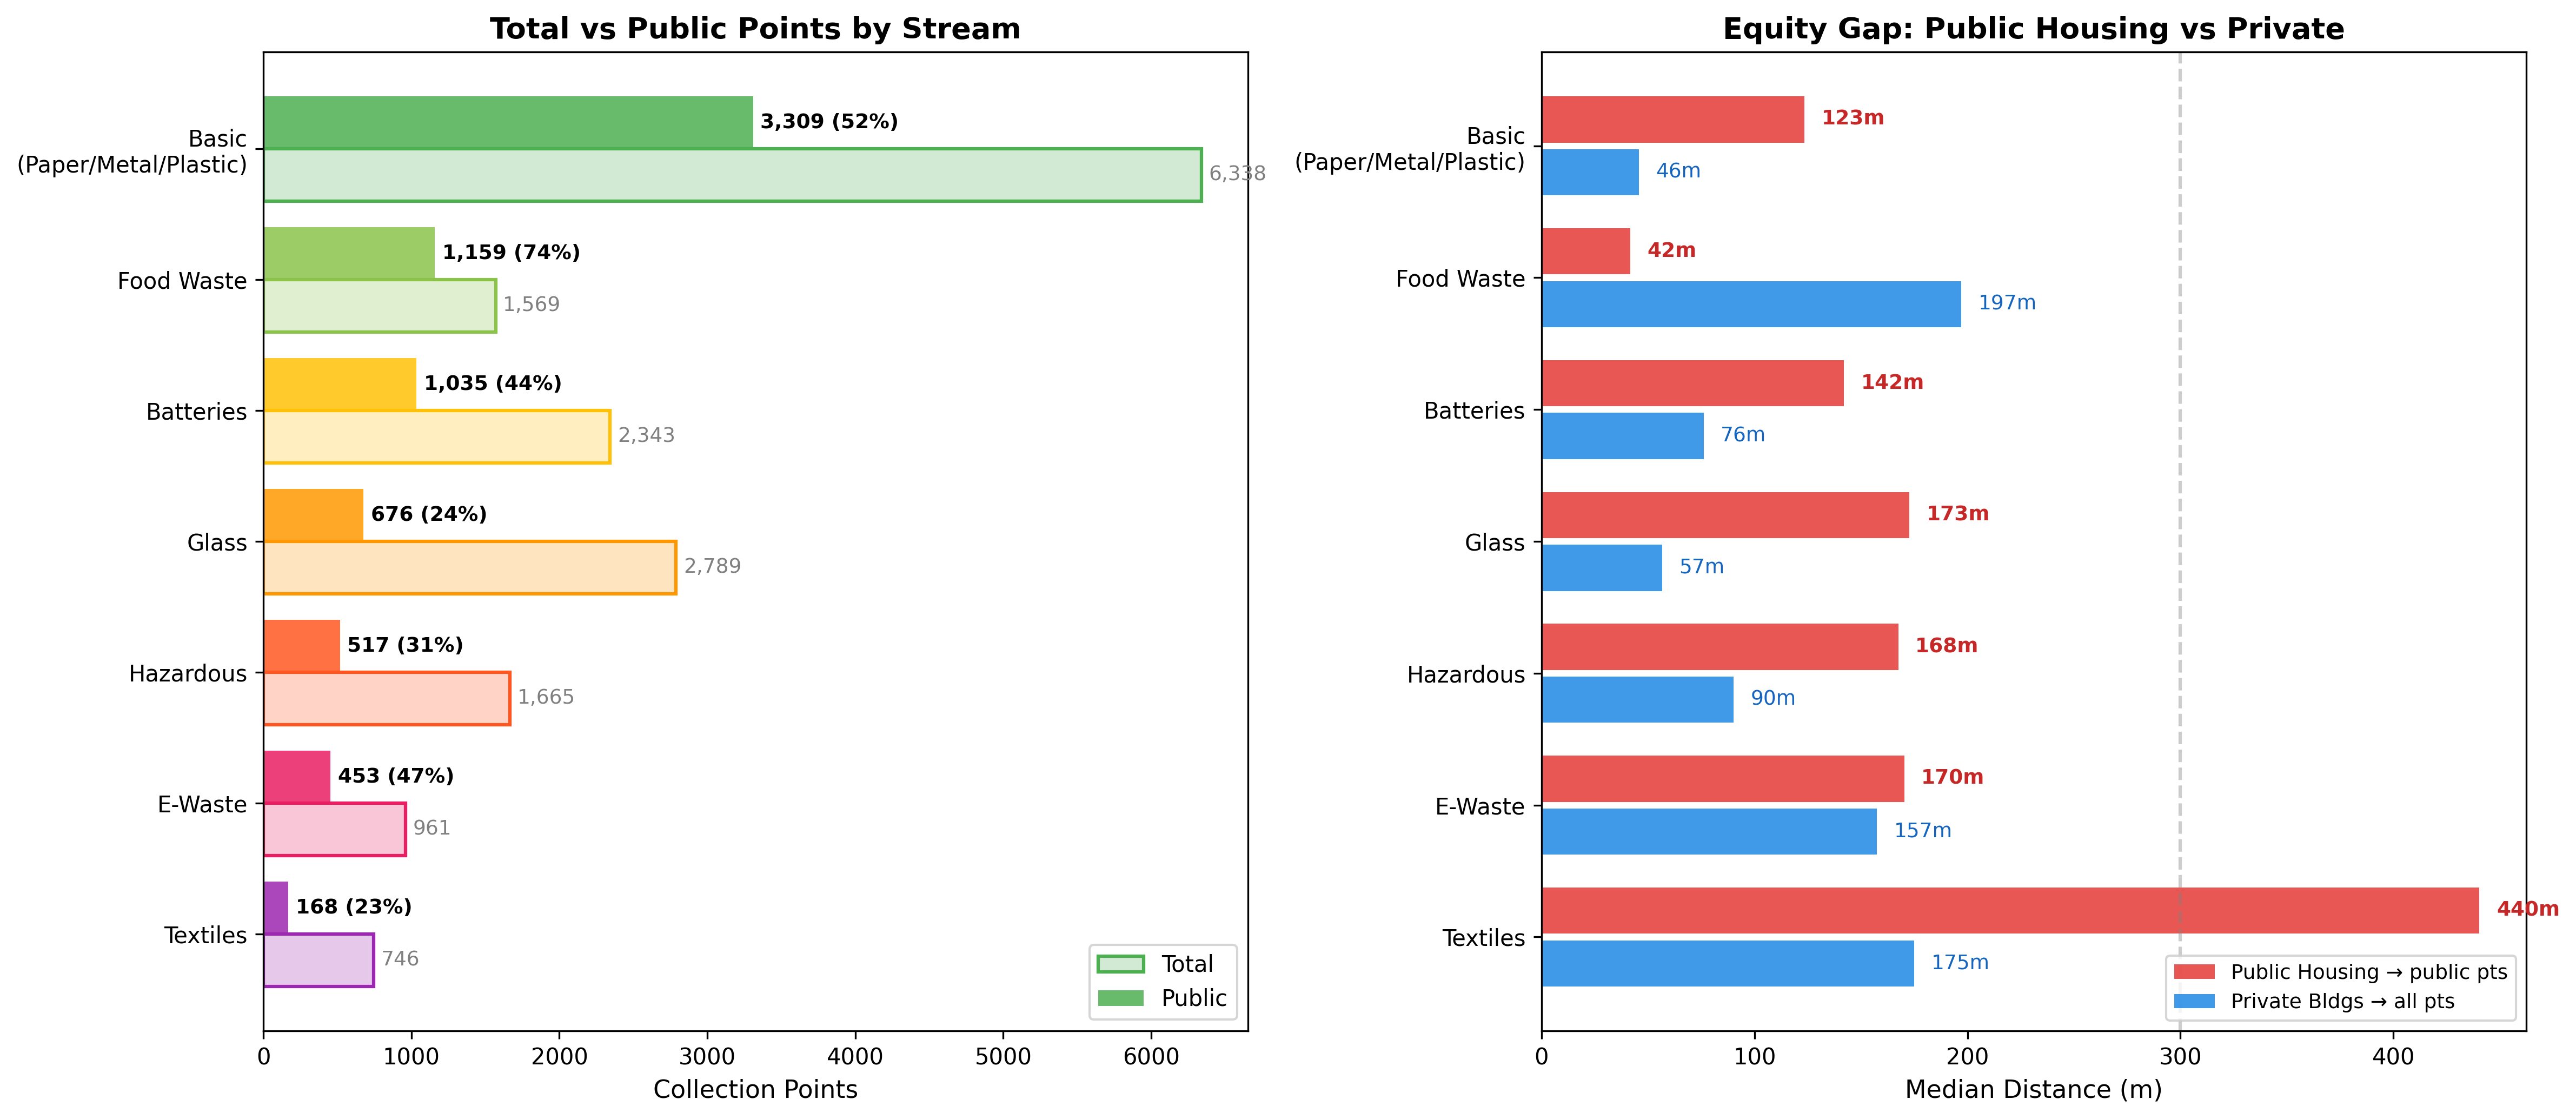 Total vs Public Points by Stream
Basic
(Paper/Metal/Plastic)
3,309 (52%)
6,338
Food Waste
1,159 (74%)
1,569
Batteries
1,035 (44%)
2,343
Glass
676 (24%)
2,789
Hazardous
517 (31%)
1,665
E-Waste
453 (47%)
961
Textiles
168 (23%)
746
Total
Public
0 1000 2000 3000 4000 5000 6000
Collection Points
Equity Gap: Public Housing vs Private
Basic
(Paper/Metal/Plastic)
123m
46m
Food Waste
42m
197m
Batteries
142m
76m
Glass
173m
57m
Hazardous
168m
90m
E-Waste
170m
157m
Textiles
440m
175m
Public Housing → public pts
Private Bldgs → all pts
0 100 200 300 400
Median Distance (m)